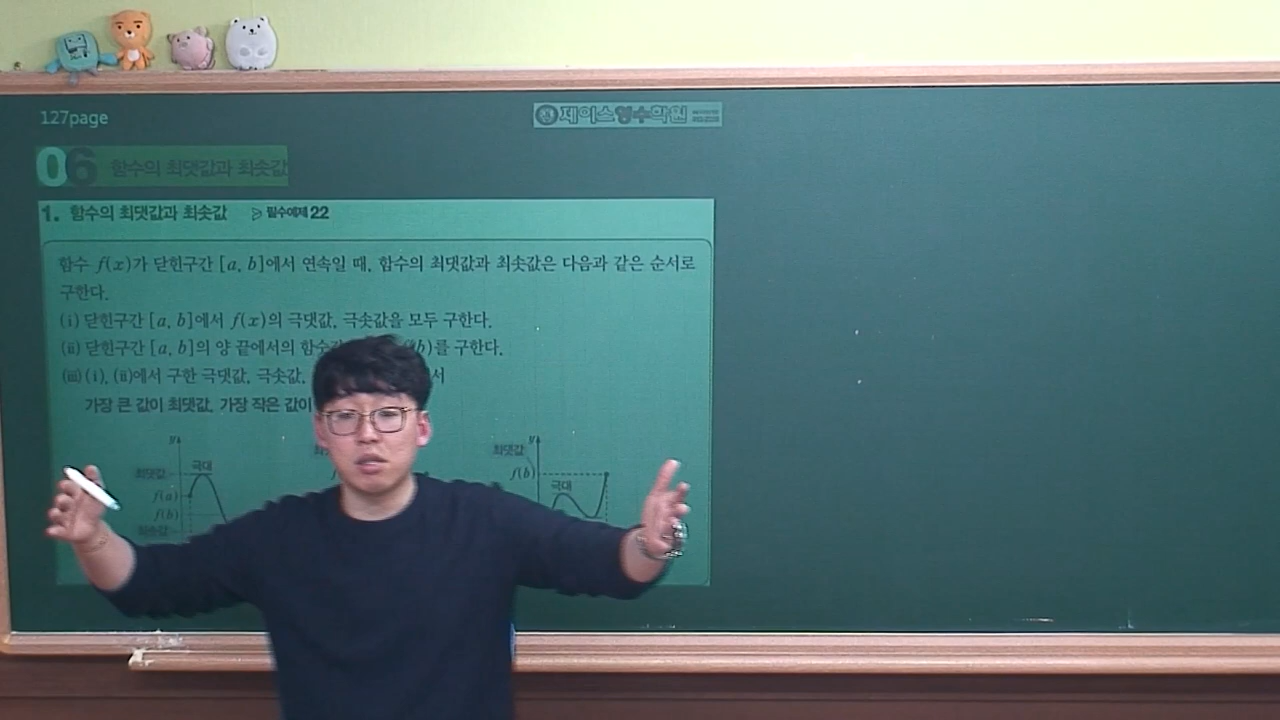 127page
제이스영수학원
06 함수의 최댓값과 최솟값
1. 함수의 최댓값과 최솟값 ≫ 필수예제 22
함수 f(x)가 닫힌구간 [a, b]에서 연속일 때, 함수의 최댓값과 최솟값은 다음과 같은 순서로
구한다.
(i) 닫힌구간 [a, b]에서 f(x)의 극댓값, 극솟값을 모두 구한다.
(ii) 닫힌구간 [a, b]의 양 끝에서의 b)를 구한다.
(iii) (i), (ii)에서 구한 극댓값, 극솟값,
가장 큰 값이 최댓값, 가장 작은 값이
y
최댓값
극대
f(a)
f(b)
최솟값
최댓값
y
f(b)
극대